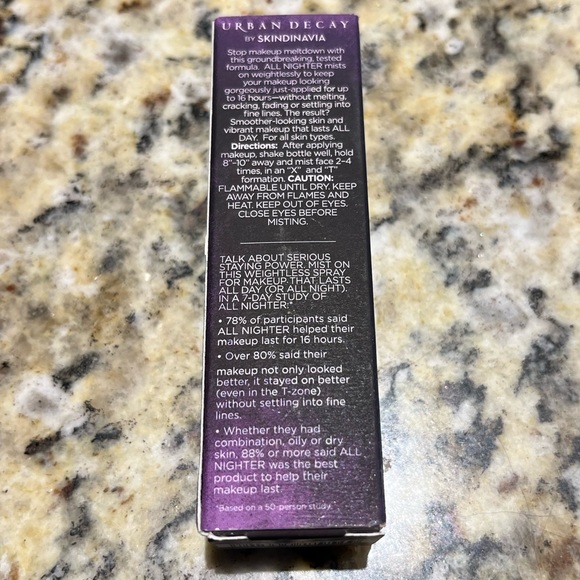 URBAN DECAY
BY SKINDINAVIA
Stop makeup meltdown with
this groundbreaking, tested
formula. ALL NIGHTER mists
on weightlessly to keep
your makeup looking
gorgeously just-applied for up
to 16 hours—without melting,
cracking, fading or settling into
fine lines. The result?
Smoother-looking skin and
vibrant makeup that lasts ALL
DAY. For all skin types.
Directions: After applying
makeup, shake bottle well, hold
8"-10" away and mist face 2-4
times, in an "X" and "T"
formation. CAUTION:
FLAMMABLE UNTIL DRY. KEEP
AWAY FROM FLAMES AND
HEAT. KEEP OUT OF EYES.
CLOSE EYES BEFORE
MISTING.
TALK ABOUT SERIOUS
STAYING POWER. MIST ON
THIS WEIGHTLESS SPRAY
FOR MAKEUP THAT LASTS
ALL DAY (OR ALL NIGHT).
IN A 7-DAY STUDY OF
ALL NIGHTER:*
• 78% of participants said
ALL NIGHTER helped their
makeup last for 16 hours.
• Over 80% said their
makeup not only looked
better, it stayed on better
(even in the T-zone)
without settling into fine
lines.
• Whether they had
combination, oily or dry
skin, 88% or more said ALL
NIGHTER was the best
product to help their
makeup last.
*Based on a 50-person study.